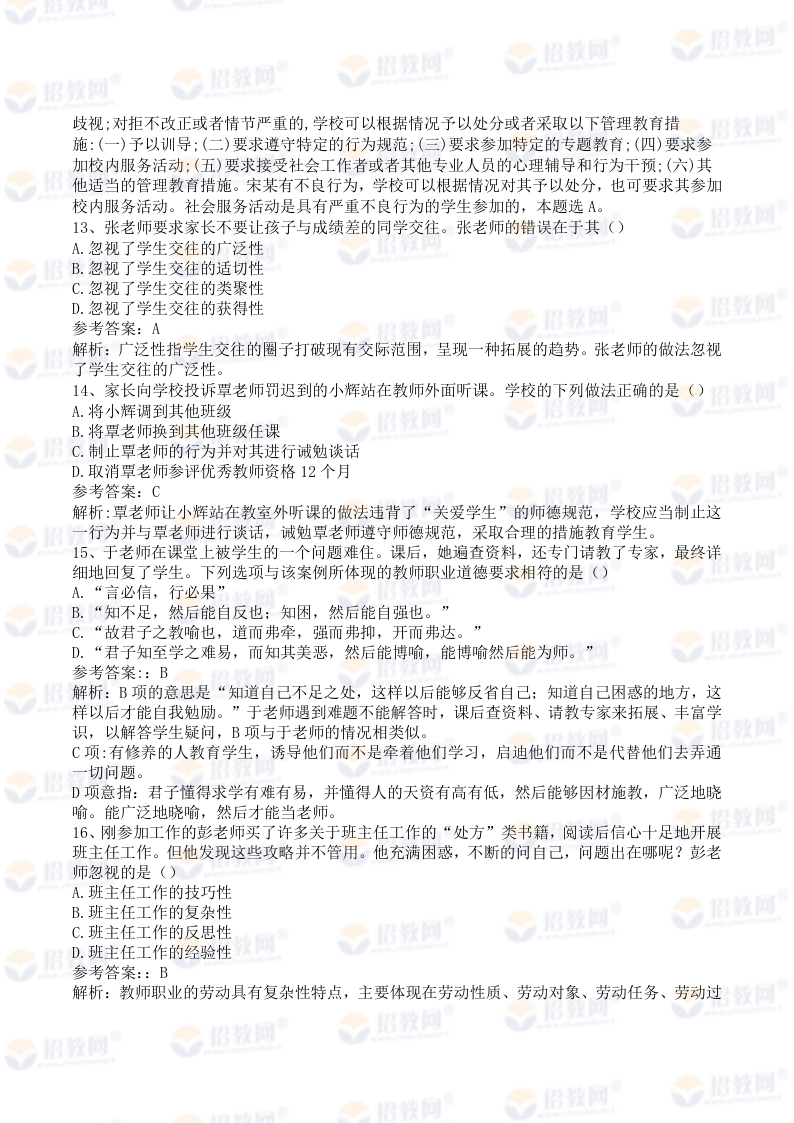 歧视;对拒不改正或者情节严重的,学校可以根据情况予以处分或者采取以下管理教育措
施:(一)予以训导;(二)要求遵守特定的行为规范;(三)要求参加特定的专题教育;(四)要求参
加校内服务活动;(五)要求接受社会工作者或者其他专业人员的心理辅导和行为干预;(六)其
他适当的管理教育措施。宋某有不良行为，学校可以根据情况对其予以处分，也可要求其参加
校内服务活动。社会服务活动是具有严重不良行为的学生参加的，本题选 A。
13、张老师要求家长不要让孩子与成绩差的同学交往。张老师的错误在于其（）
A.忽视了学生交往的广泛性
B.忽视了学生交往的适切性
C.忽视了学生交往的类聚性
D.忽视了学生交往的获得性
参考答案：A
解析：广泛性指学生交往的圈子打破现有交际范围，呈现一种拓展的趋势。张老师的做法忽视
了学生交往的广泛性。
14、家长向学校投诉覃老师罚迟到的小辉站在教师外面听课。学校的下列做法正确的是（）
A.将小辉调到其他班级
B.将覃老师换到其他班级任课
C.制止覃老师的行为并对其进行诫勉谈话
D.取消覃老师参评优秀教师资格 12 个月
参考答案：C
解析:覃老师让小辉站在教室外听课的做法违背了“关爱学生”的师德规范，学校应当制止这
一行为并与覃老师进行谈话，诫勉覃老师遵守师德规范，采取合理的措施教育学生。
15、于老师在课堂上被学生的一个问题难住。课后，她遍查资料，还专门请教了专家，最终详
细地回复了学生。下列选项与该案例所体现的教师职业道德要求相符的是（）
A.“言必信，行必果”
B.“知不足，然后能自反也；知困，然后能自强也。”
C.“故君子之教喻也，道而弗牵，强而弗抑，开而弗达。”
D.“君子知至学之难易，而知其美恶，然后能博喻，能博喻然后能为师。”
参考答案:：B
解析：B 项的意思是“知道自己不足之处，这样以后能够反省自己；知道自己困惑的地方，这
样以后才能自我勉励。”于老师遇到难题不能解答时，课后查资料、请教专家来拓展、丰富学
识，以解答学生疑问，B 项与于老师的情况相类似。
C 项:有修养的人教育学生，诱导他们而不是牵着他们学习，启迪他们而不是代替他们去弄通
一切问题。
D 项意指：君子懂得求学有难有易，并懂得人的天资有高有低，然后能够因材施教，广泛地晓
喻。能广泛地晓喻，然后才能当老师。
16、刚参加工作的彭老师买了许多关于班主任工作的“处方”类书籍，阅读后信心十足地开展
班主任工作。但他发现这些攻略并不管用。他充满困惑，不断的问自己，问题出在哪呢？彭老
师忽视的是（）
A.班主任工作的技巧性
B.班主任工作的复杂性
C.班主任工作的反思性
D.班主任工作的经验性
参考答案:：B
解析：教师职业的劳动具有复杂性特点，主要体现在劳动性质、劳动对象、劳动任务、劳动过